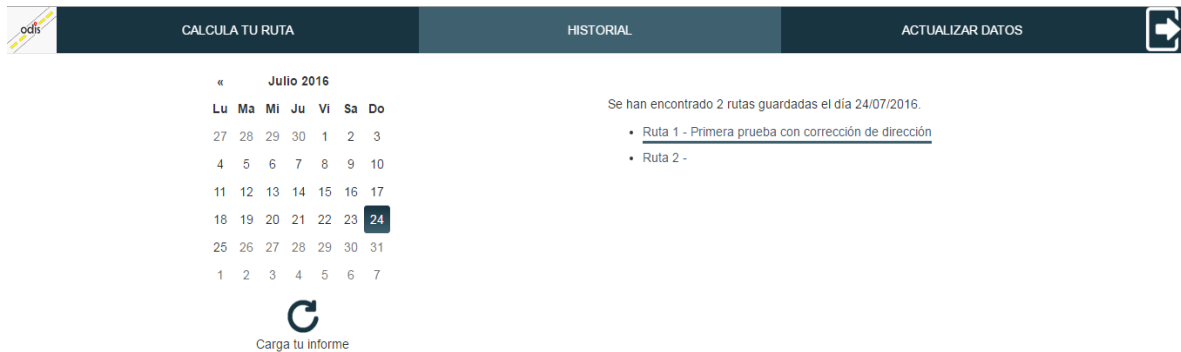 odis
CALCULA TU RUTA
HISTORIAL
ACTUALIZAR DATOS
« Julio 2016
Lu Ma Mi Ju Vi Sa Do
27 28 29 30 1 2 3
4 5 6 7 8 9 10
11 12 13 14 15 16 17
18 19 20 21 22 23 24
25 26 27 28 29 30 31
1 2 3 4 5 6 7
Carga tu informe
Se han encontrado 2 rutas guardadas el día 24/07/2016.
• Ruta 1 - Primera prueba con corrección de dirección
• Ruta 2 -